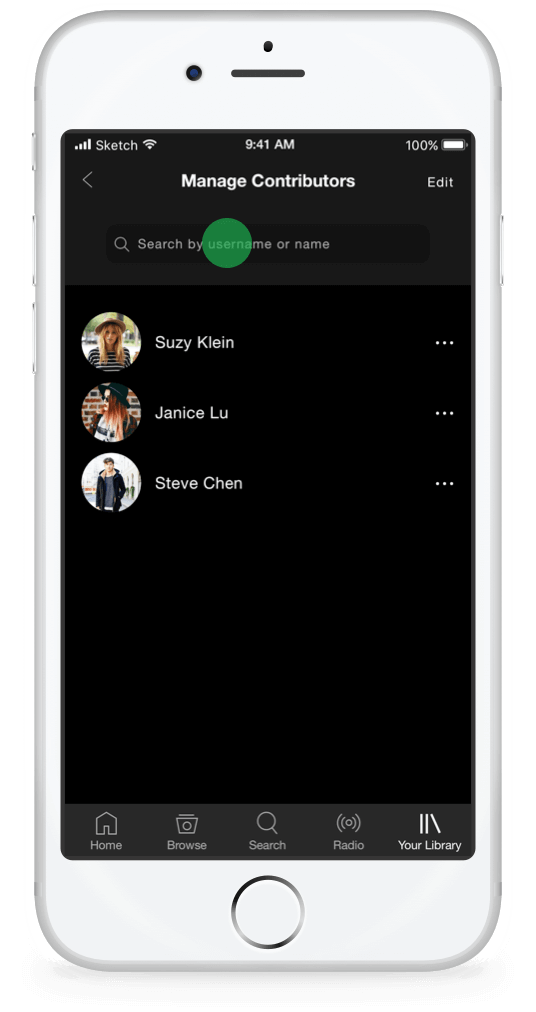 Sketch 9:41 AM 100%
Manage Contributors Edit
Search by username or name
Suzy Klein
Janice Lu
Steve Chen
Home Browse Search Radio Your Library